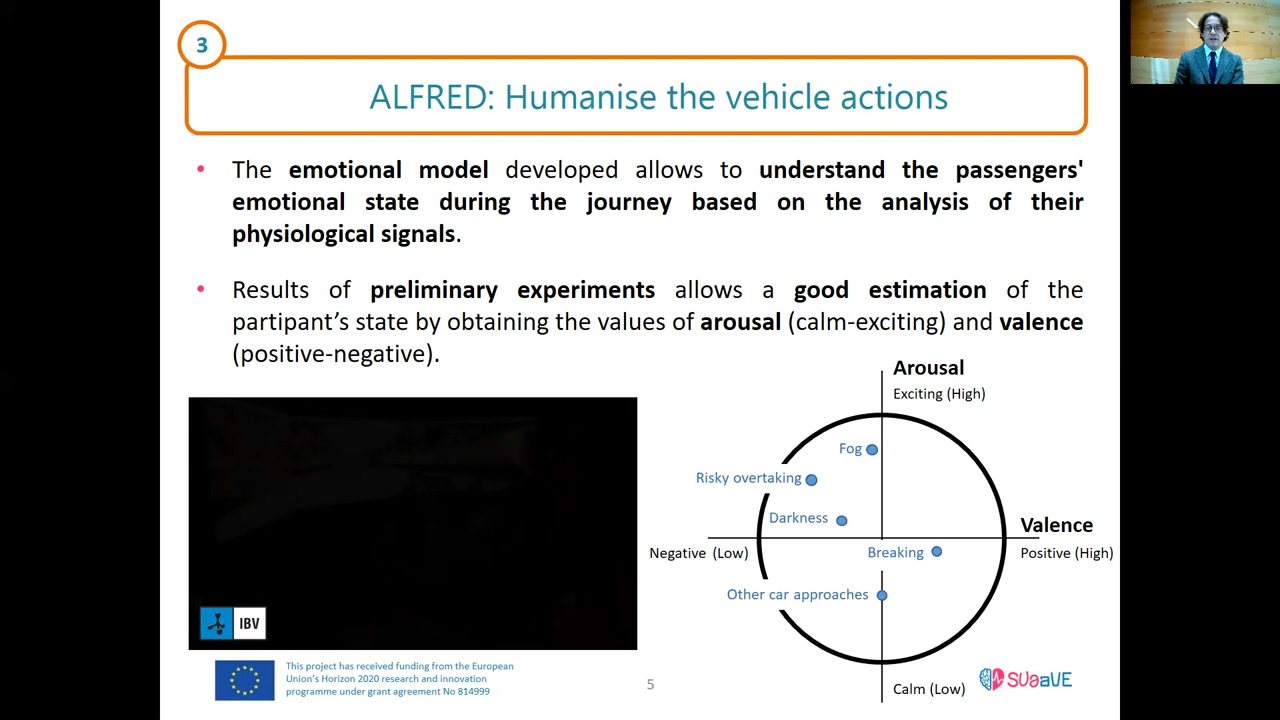 3
ALFRED: Humanise the vehicle actions
• The emotional model developed allows to understand the passengers'
emotional state during the journey based on the analysis of their
physiological signals.
• Results of preliminary experiments allows a good estimation of the
partipant’s state by obtaining the values of arousal (calm-exciting) and valence
(positive-negative).
Arousal
Exciting (High)
Fog
Risky overtaking
Darkness
Valence
Negative (Low)
Breaking
Positive (High)
Other car approaches
Calm (Low)
IBV
This project has received funding from the European
Union’s Horizon 2020 research and innovation
programme under grant agreement No 814999
5
SUaaVE